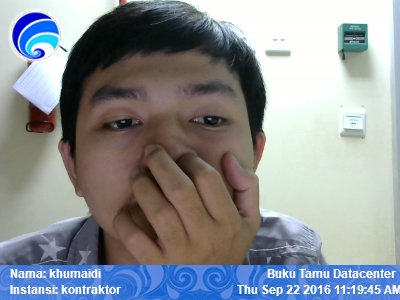 Nama: khumaidi
Instansi: kontraktor
Buku Tamu Datacenter
Thu Sep 22 2016 11:19:45 AM